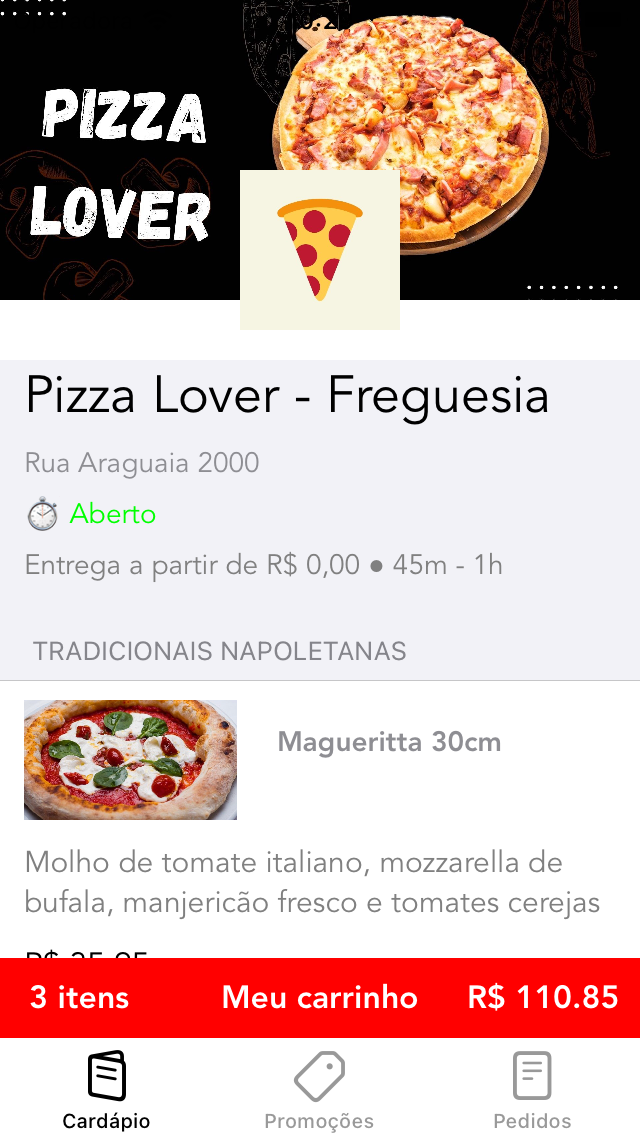 PIZZA
LOVER
Pizza Lover - Freguesia
Rua Araguaia 2000
Aberto
Entrega a partir de R$ 0,00 ● 45m - 1h
TRADICIONAIS NAPOLETANAS
Magueritta 30cm
Molho de tomate italiano, mozzarella de
bufala, manjericão fresco e tomates cerejas
R$
3 itens Meu carrinho R$ 110.85
Cardápio Promoções Pedidos